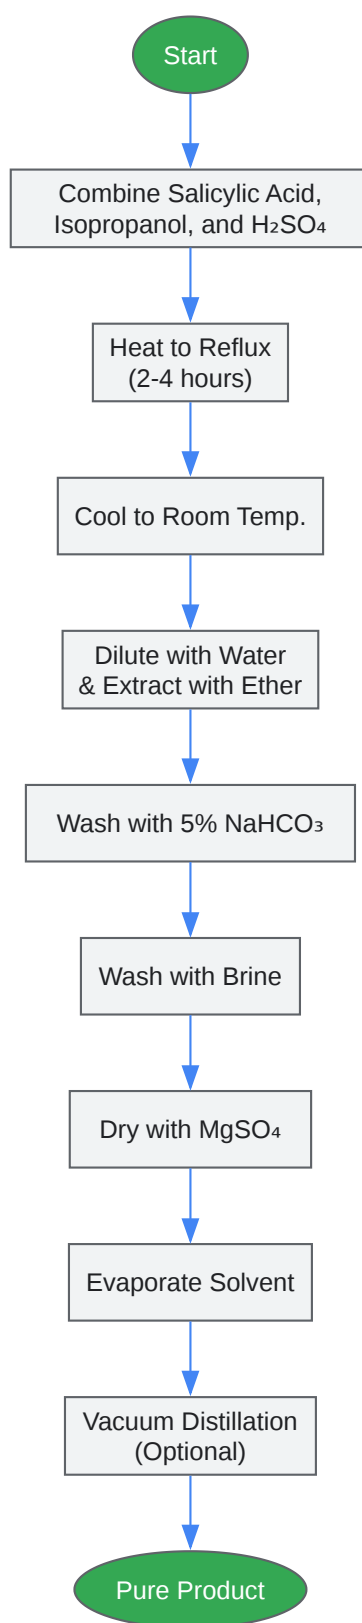 Start
Combine Salicylic Acid,
Isopropanol, and H₂SO₄
Heat to Reflux
(2-4 hours)
Cool to Room Temp.
Dilute with Water
& Extract with Ether
Wash with 5% NaHCO₃
Wash with Brine
Dry with MgSO₄
Evaporate Solvent
Vacuum Distillation
(Optional)
Pure Product